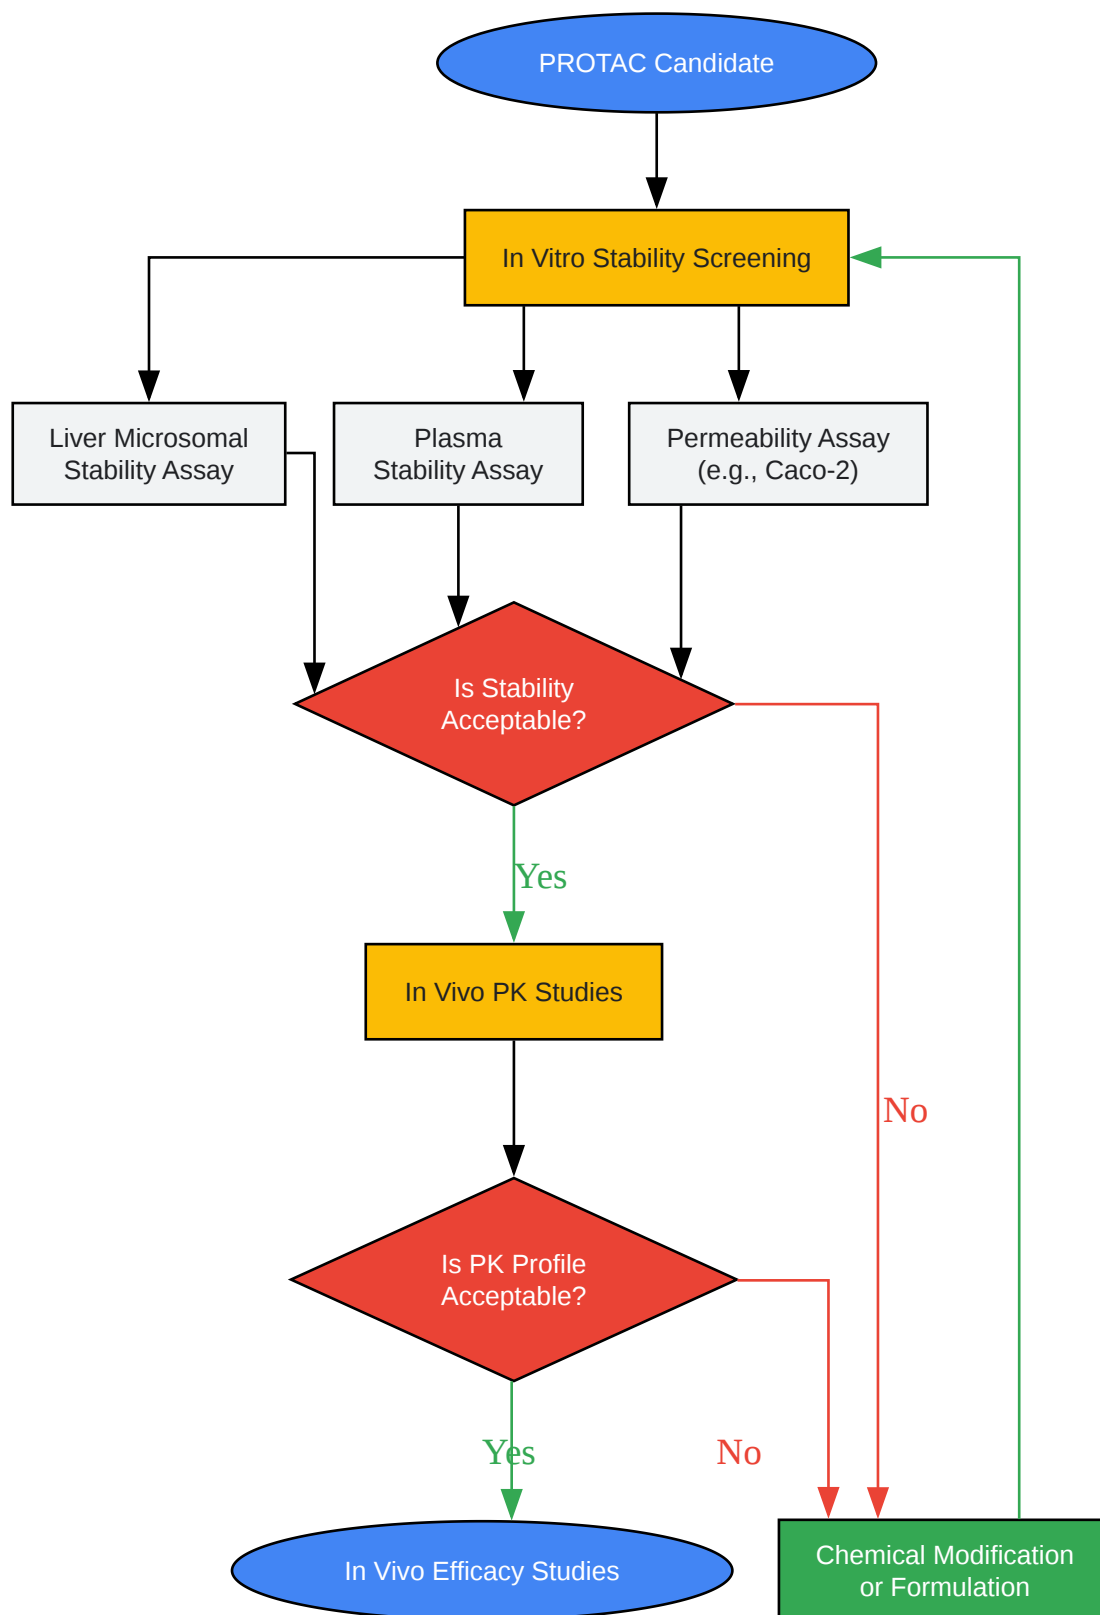 PROTAC Candidate
In Vitro Stability Screening
Liver Microsomal
Stability Assay
Plasma
Stability Assay
Permeability Assay
(e.g., Caco-2)
Is Stability
Acceptable?
Yes
In Vivo PK Studies
No
Is PK Profile
Acceptable?
Yes
No
In Vivo Efficacy Studies
Chemical Modification
or Formulation